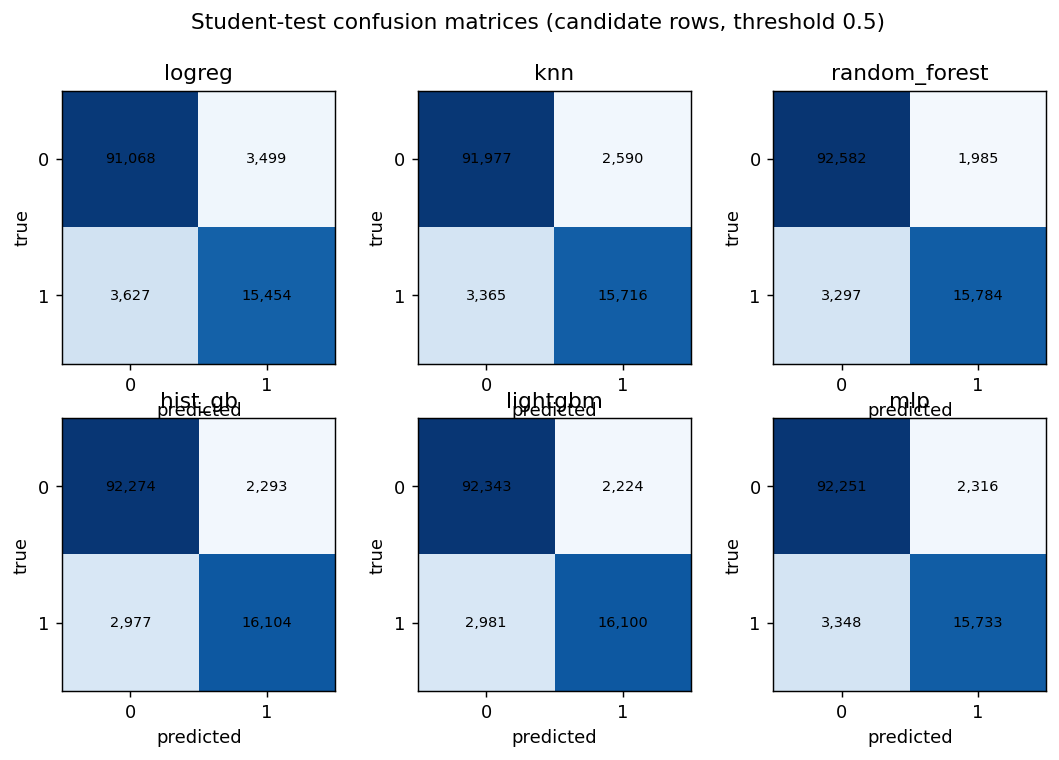 Student-test confusion matrices (candidate rows, threshold 0.5)
logreg knn random_forest
0 91,068 3,499 0 91,977 2,590 0 92,582 1,985
true true true
1 3,627 15,454 1 3,365 15,716 1 3,297 15,784
0 1 0 1 0 1
predicted predicted predicted
hist_gb lightgbm mlp
0 92,274 2,293 0 92,343 2,224 0 92,251 2,316
true true true
1 2,977 16,104 1 2,981 16,100 1 3,348 15,733
0 1 0 1 0 1
predicted predicted predicted